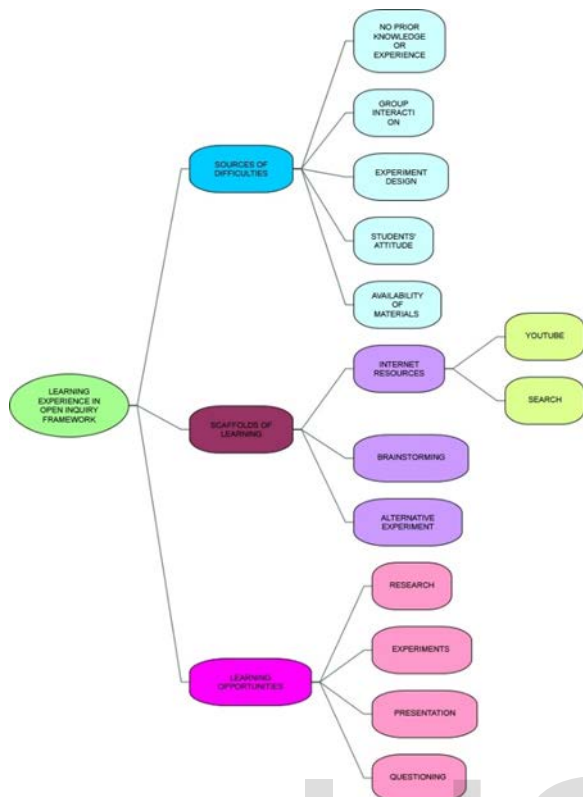 NO PRIOR
KNOWLEDGE
OR
EXPERIENCE
GROUP
INTERACTI
ON
SOURCES OF
DIFFICULTIES
EXPERIMENT
DESIGN
STUDENTS'
ATTITUDE
AVAILABILITY
OF
MATERIALS
YOUTUBE
INTERNET
RESOURCES
SEARCH
LEARNING
EXPERIENCE IN
OPEN INQUIRY
FRAMEWORK
SCAFFOLDS OF
LEARNING
BRAINSTORMING
ALTERNATIVE
EXPERIMENT
RESEARCH
EXPERIMENTS
LEARNING
OPPORTUNITIES
PRESENTATION
QUESTIONING